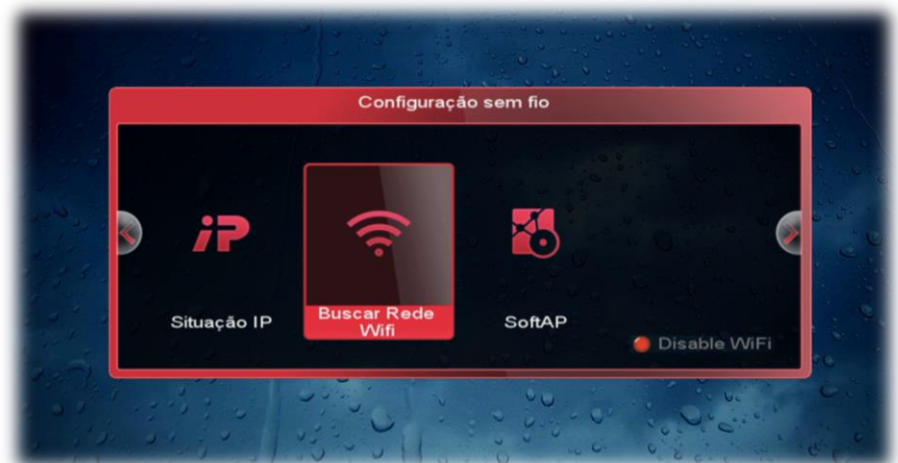 Configuração sem fio
iP
Situação IP
Buscar Rede
Wifi
SoftAP
Disable WiFi